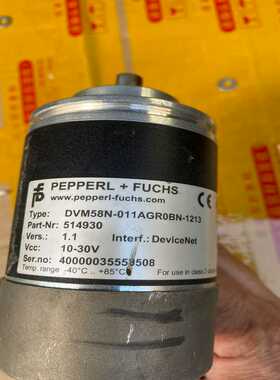 PEPPERL + FUCHS
www.pepperl-fuchs.com
Type: DVM58N-011AGR0BN-1213
Part-Nr: 514930
Vers.: 1.1 Interf.: DeviceNet
Vcc: 10-30V
Ser.no: 40000035559508
Temp. range -40°C .. +85°C
For use in class 2